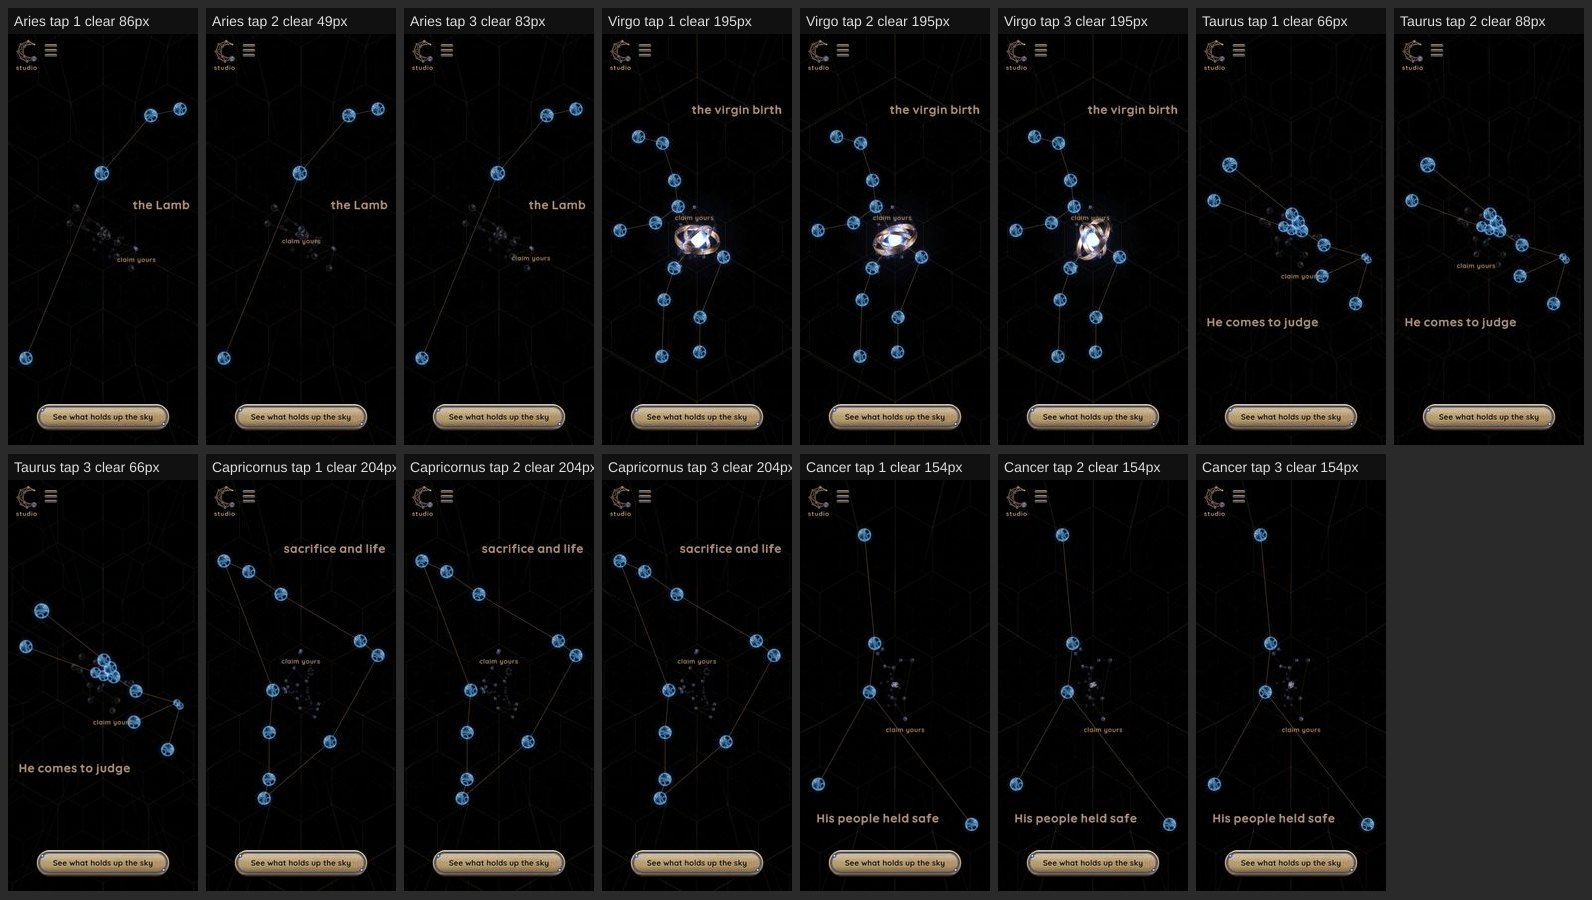 Aries tap 1 clear 86px
studio
the Lamb
claim yours
See what holds up the sky
Aries tap 2 clear 49px
studio
the Lamb
claim yours
See what holds up the sky
Aries tap 3 clear 83px
studio
the Lamb
claim yours
See what holds up the sky
Virgo tap 1 clear 195px
studio
the virgin birth
claim yours
See what holds up the sky
Virgo tap 2 clear 195px
studio
the virgin birth
claim yours
See what holds up the sky
Virgo tap 3 clear 195px
studio
the virgin birth
claim yours
See what holds up the sky
Taurus tap 1 clear 66px
studio
claim yours
He comes to judge
See what holds up the sky
Taurus tap 2 clear 88px
studio
claim yours
He comes to judge
See what holds up the sky
Taurus tap 3 clear 66px
studio
claim yours
He comes to judge
See what holds up the sky
Capricornus tap 1 clear 204px
studio
sacrifice and life
claim yours
See what holds up the sky
Capricornus tap 2 clear 204px
studio
sacrifice and life
claim yours
See what holds up the sky
Capricornus tap 3 clear 204px
studio
sacrifice and life
claim yours
See what holds up the sky
Cancer tap 1 clear 154px
studio
claim yours
His people held safe
See what holds up the sky
Cancer tap 2 clear 154px
studio
claim yours
His people held safe
See what holds up the sky
Cancer tap 3 clear 154px
studio
claim yours
His people held safe
See what holds up the sky